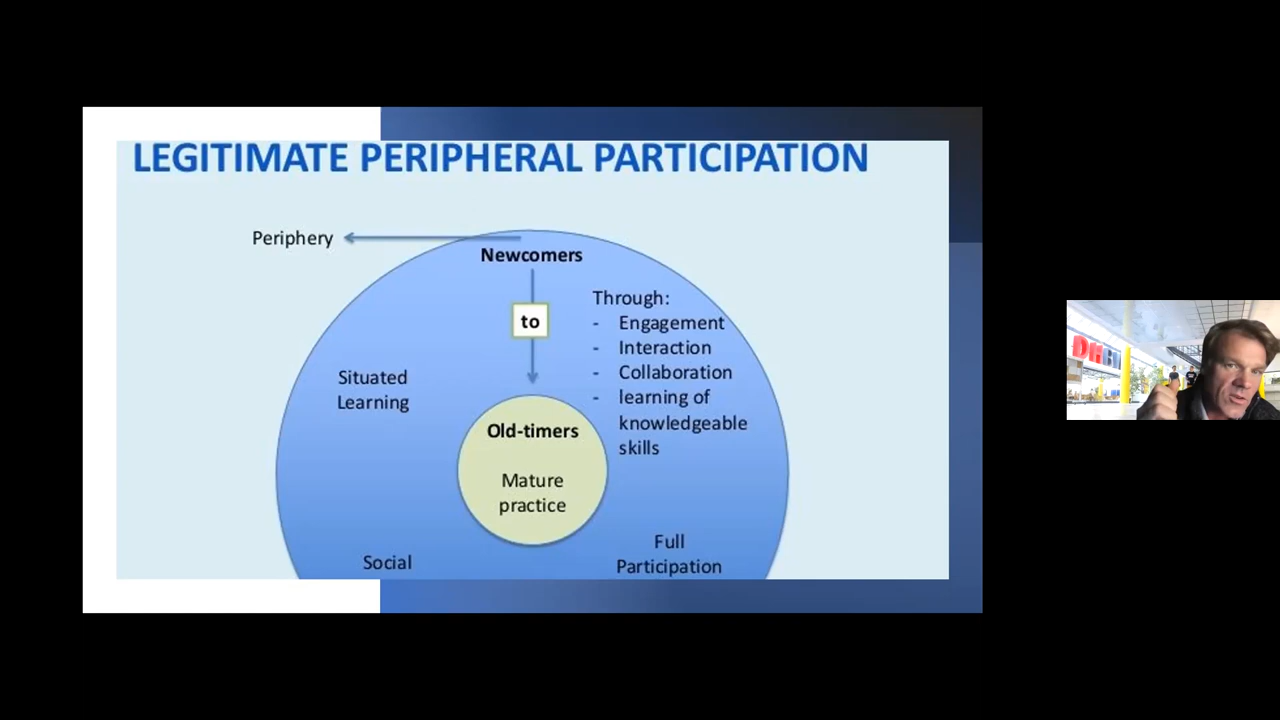 LEGITIMATE PERIPHERAL PARTICIPATION
Periphery
Newcomers
to
Through:
- Engagement
- Interaction
- Collaboration
- learning of
knowledgeable
skills
Situated
Learning
Old-timers
Mature
practice
Social
Full
Participation